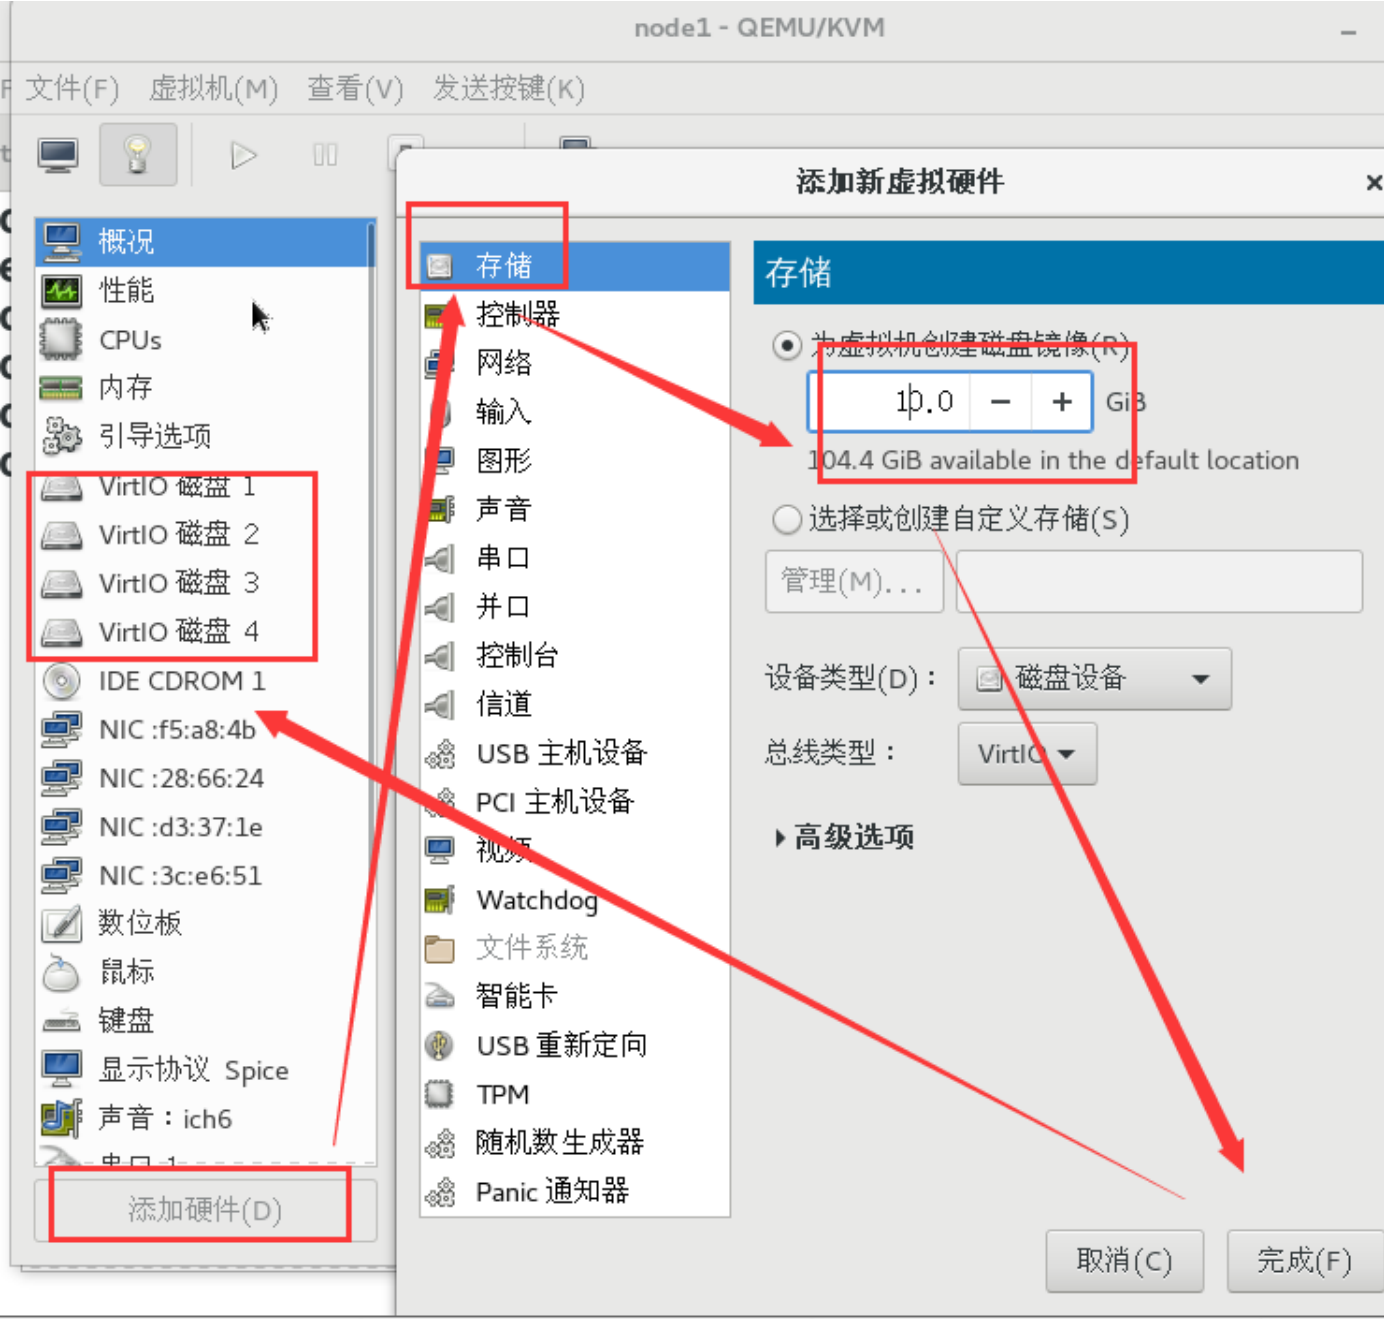 node1 - QEMU/KVM
文件(F) 虚拟机(M) 查看(V) 发送按键(K)
添加新虚拟硬件
概况
性能
CPUs
内存
引导选项
VirtIO 磁盘 1
VirtIO 磁盘 2
VirtIO 磁盘 3
VirtIO 磁盘 4
IDE CDROM 1
NIC :f5:a8:4b
NIC :28:66:24
NIC :d3:37:1e
NIC :3c:e6:51
数位板
鼠标
键盘
显示协议 Spice
声音：ich6
串口 1
添加硬件(D)
存储
控制器
网络
输入
图形
声音
串口
并口
控制台
信道
USB 主机设备
PCI 主机设备
视频
Watchdog
文件系统
智能卡
USB 重新定向
TPM
随机数生成器
Panic 通知器
存储
为虚拟机创建磁盘镜像(R)
10.0 − + GiB
104.4 GiB available in the default location
选择或创建自定义存储(S)
管理(M)...
设备类型(D)： 磁盘设备
总线类型： VirtIO
高级选项
取消(C) 完成(F)